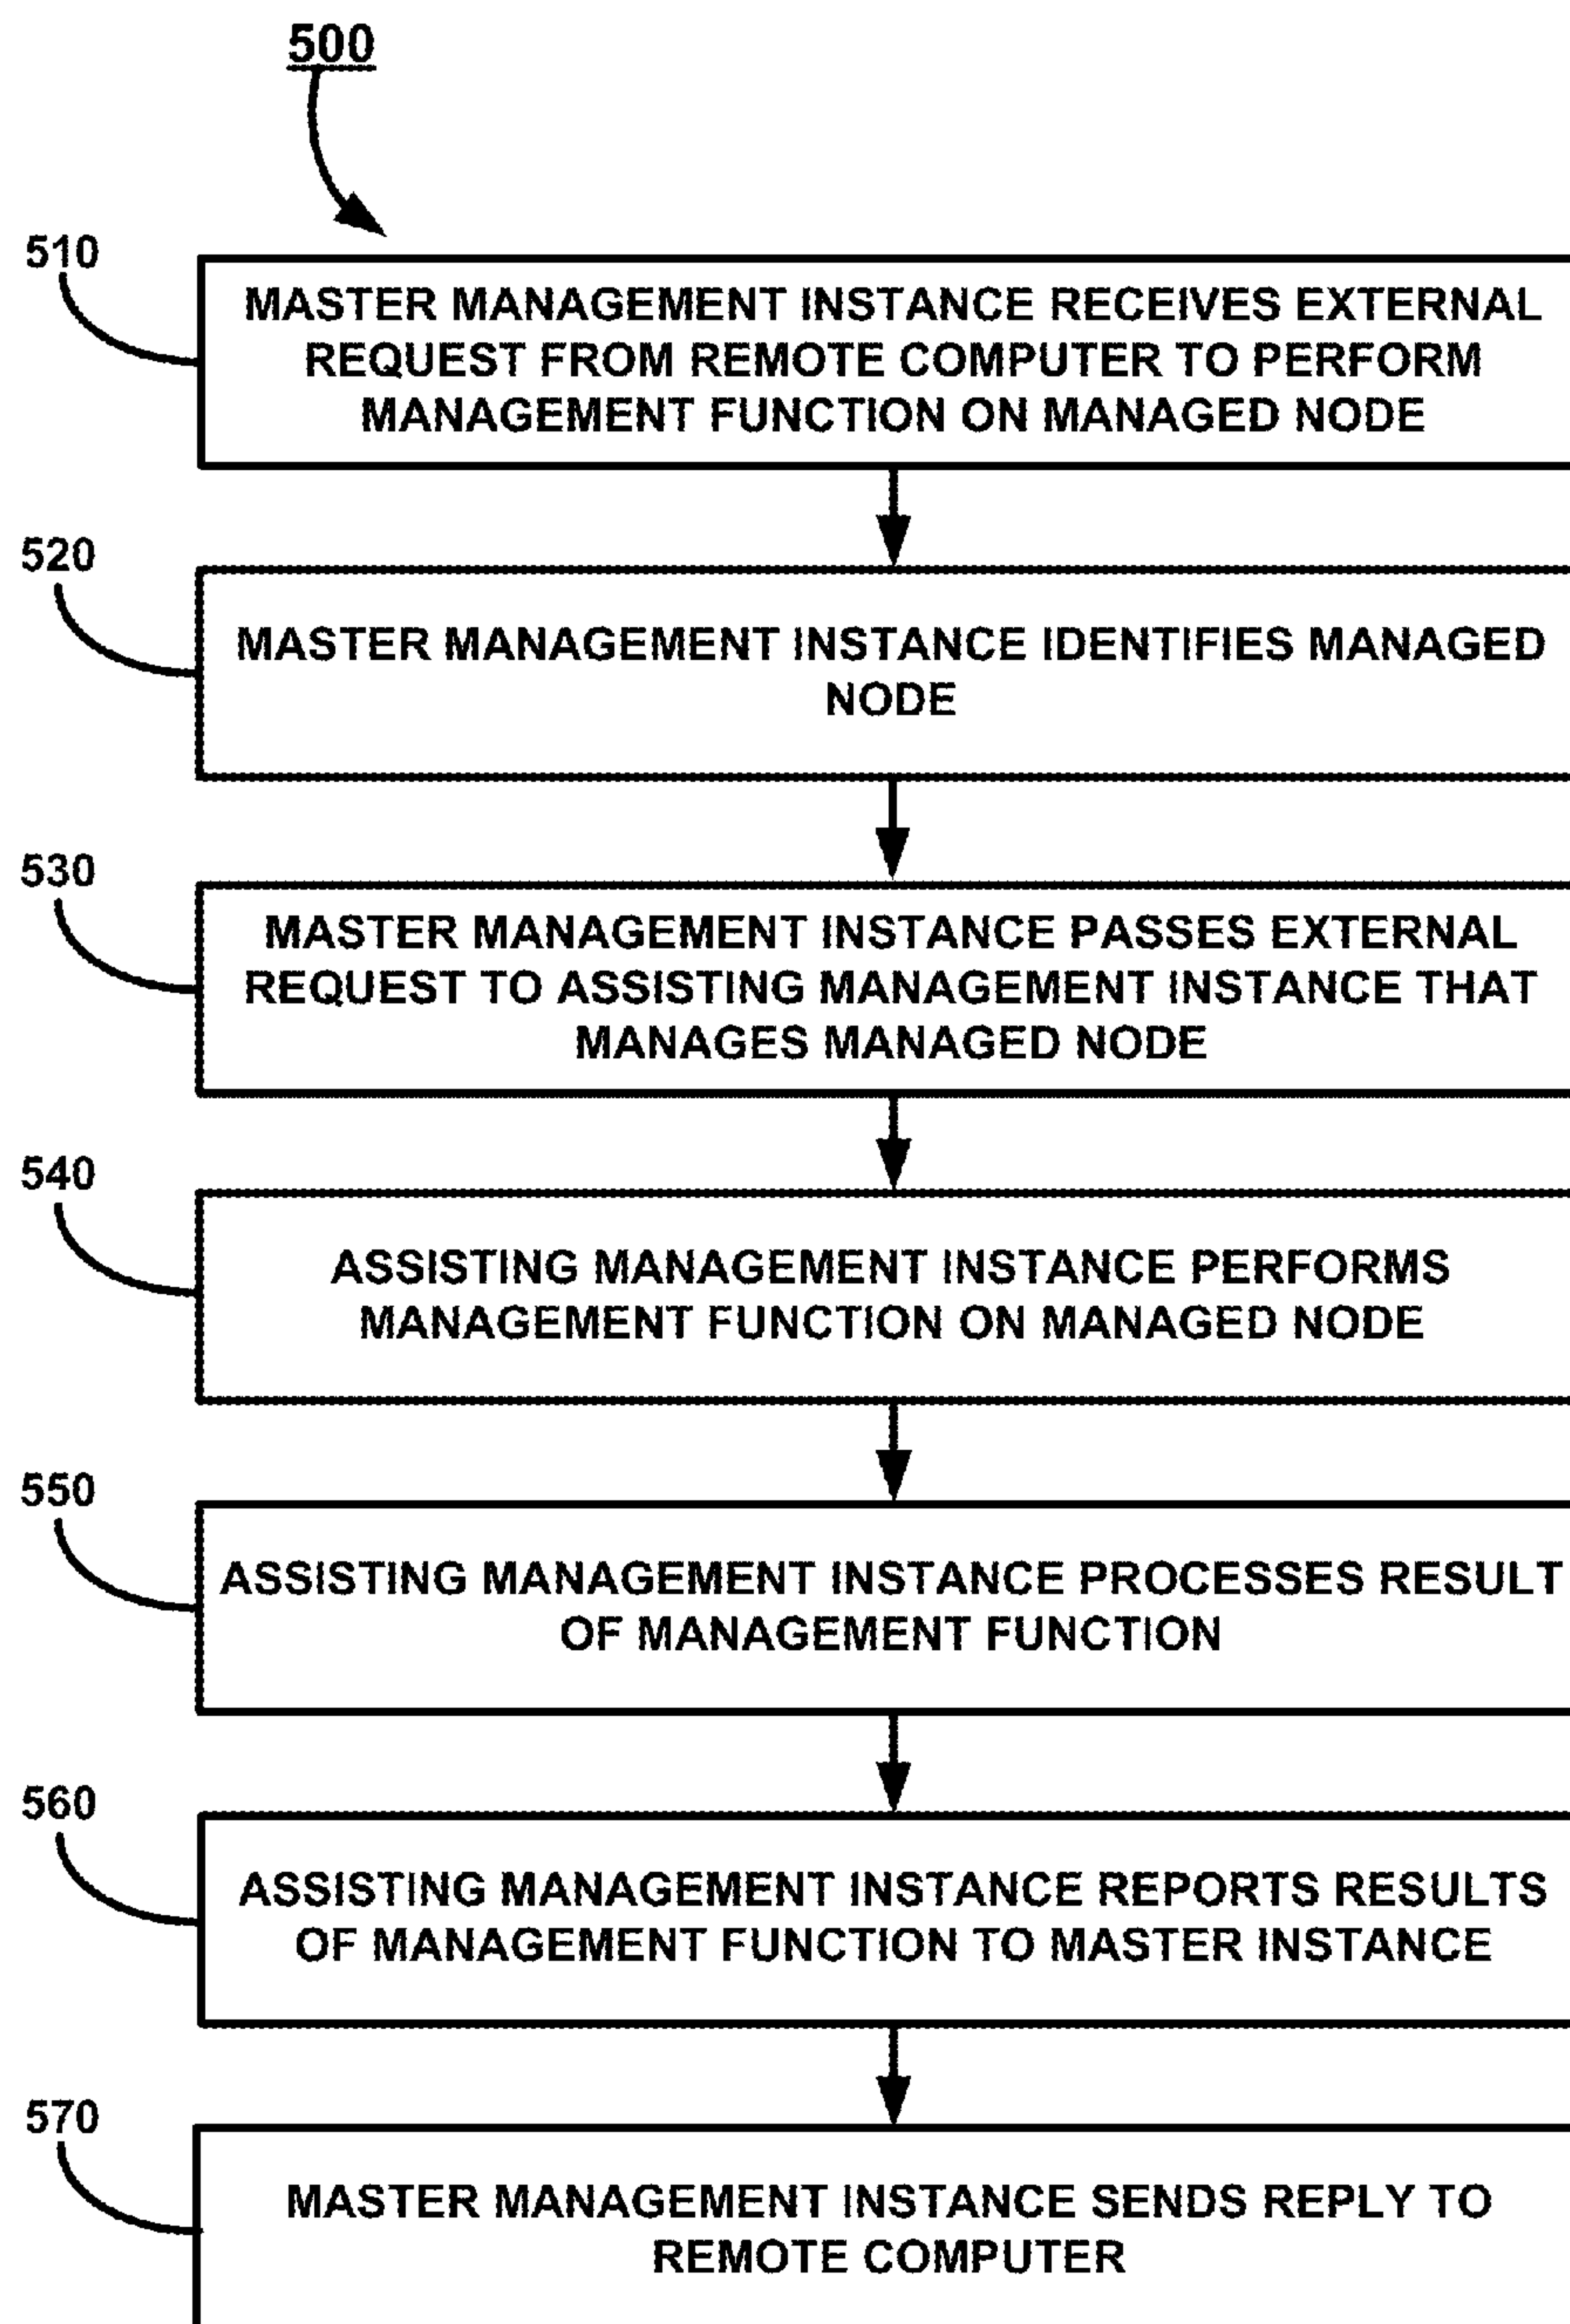 500
510
MASTER MANAGEMENT INSTANCE RECEIVES EXTERNAL
REQUEST FROM REMOTE COMPUTER TO PERFORM
MANAGEMENT FUNCTION ON MANAGED NODE
520
MASTER MANAGEMENT INSTANCE IDENTIFIES MANAGED
NODE
530
MASTER MANAGEMENT INSTANCE PASSES EXTERNAL
REQUEST TO ASSISTING MANAGEMENT INSTANCE THAT
MANAGES MANAGED NODE
540
ASSISTING MANAGEMENT INSTANCE PERFORMS
MANAGEMENT FUNCTION ON MANAGED NODE
550
ASSISTING MANAGEMENT INSTANCE PROCESSES RESULT
OF MANAGEMENT FUNCTION
560
ASSISTING MANAGEMENT INSTANCE REPORTS RESULTS
OF MANAGEMENT FUNCTION TO MASTER INSTANCE
570
MASTER MANAGEMENT INSTANCE SENDS REPLY TO
REMOTE COMPUTER